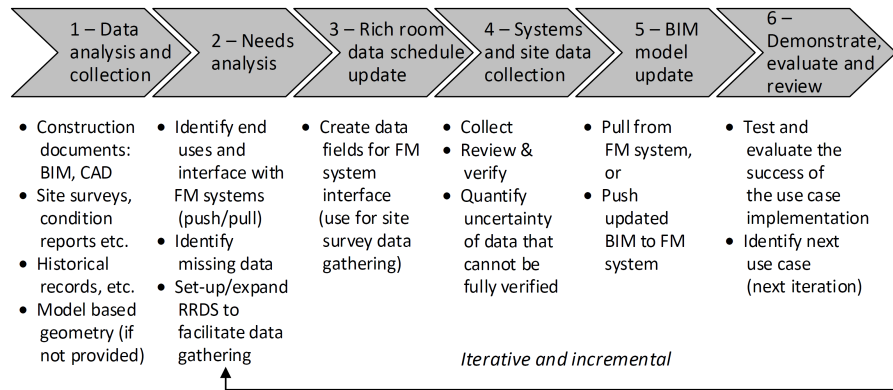 1 – Data
analysis and
collection
2 – Needs
analysis
3 – Rich room
data schedule
update
4 – Systems
and site data
collection
5 – BIM
model
update
6 –
Demonstrate,
evaluate and
review
• Construction
documents:
BIM, CAD
• Site surveys,
condition
reports etc.
• Historical
records, etc.
• Model based
geometry (if
not provided)
• Identify end
uses and
interface with
FM systems
(push/pull)
• Identify
missing data
• Set-up/expand
RRDS to
facilitate data
gathering
• Create data
fields for FM
system
interface
(use for site
survey data
gathering)
• Collect
• Review &
verify
• Quantify
uncertainty
of data that
cannot be
fully verified
• Pull from
FM system,
or
• Push
updated
BIM to FM
system
• Test and
evaluate the
success of
the use case
implementation
• Identify next
use case
(next iteration)
Iterative and incremental